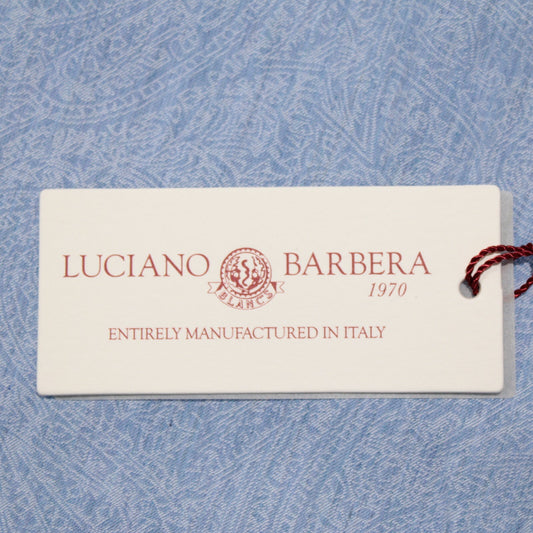 LUCIANO BARBERA
BLANCS
1970
ENTIRELY MANUFACTURED IN ITALY